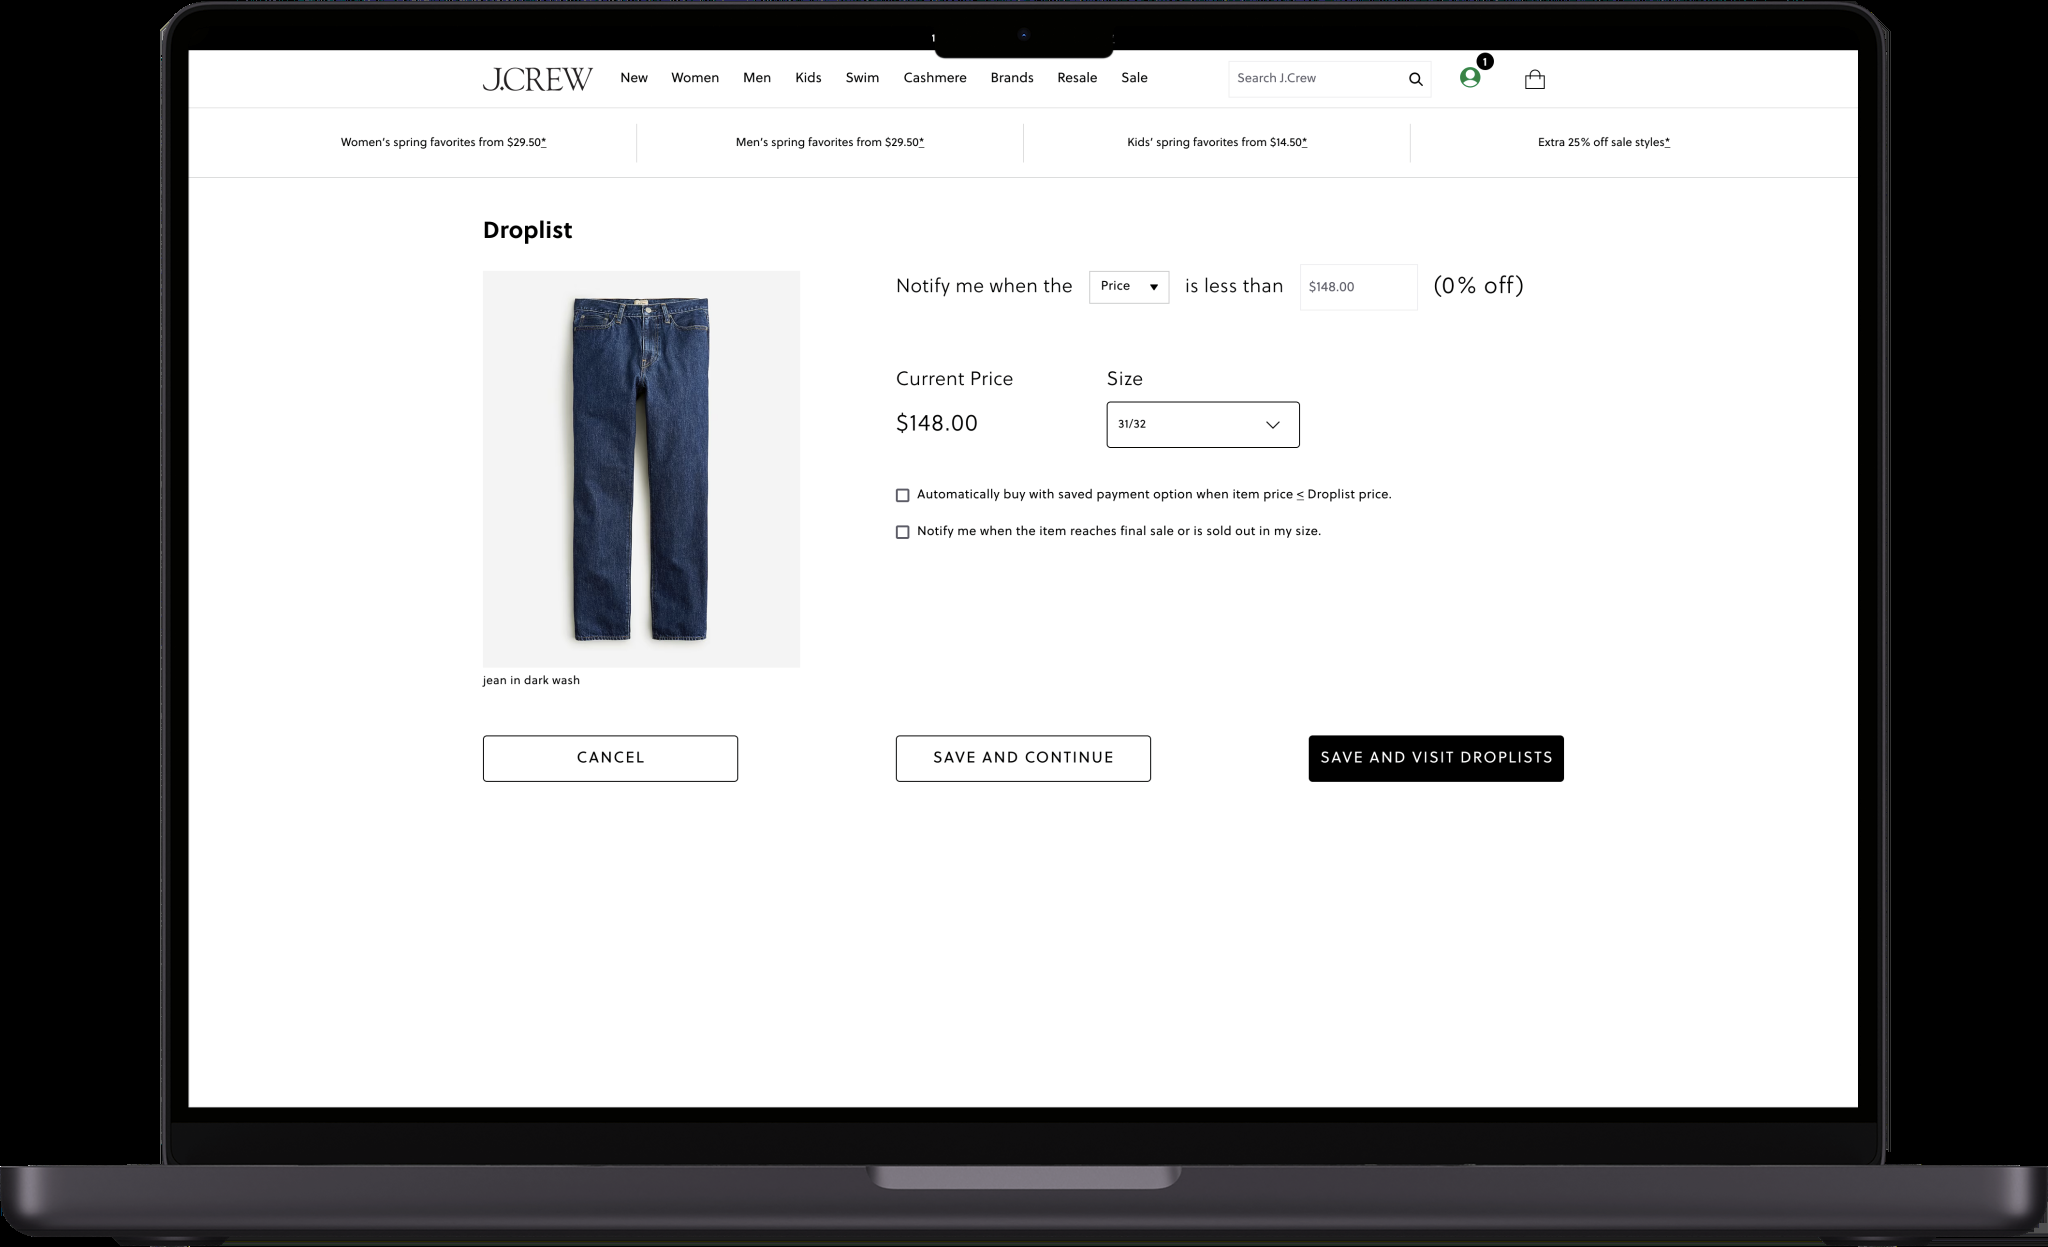 J.CREW New Women Men Kids Swim Cashmere Brands Resale Sale Search J.Crew 1
Women's spring favorites from $29.50* Men's spring favorites from $29.50* Kids' spring favorites from $14.50* Extra 25% off sale styles*
Droplist
Notify me when the Price is less than $148.00 (0% off)
Current Price Size
$148.00 31/32
Automatically buy with saved payment option when item price ≤ Droplist price.
Notify me when the item reaches final sale or is sold out in my size.
jean in dark wash
CANCEL SAVE AND CONTINUE SAVE AND VISIT DROPLISTS